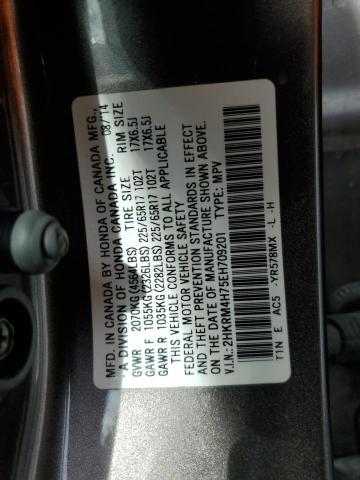 MFD. IN CANADA BY HONDA OF CANADA MFG.,
A DIVISION OF HONDA CANADA INC. 08/14
TIRE SIZE RIM SIZE
GVWR 2070KG(4564LBS)
GAWR F 1055KG(2326LBS) 225/65R17 102T 17X6.5J
GAWR R 1035KG(2282LBS) 225/65R17 102T 17X6.5J
THIS VEHICLE CONFORMS TO ALL APPLICABLE
FEDERAL MOTOR VEHICLE SAFETY
AND THEFT PREVENTION STANDARDS IN EFFECT
ON THE DATE OF MANUFACTURE SHOWN ABOVE.
V.I.N.: 2HKRM4H75EH709201 TYPE: MPV
T1N E AC5 -YR578MX -L -H